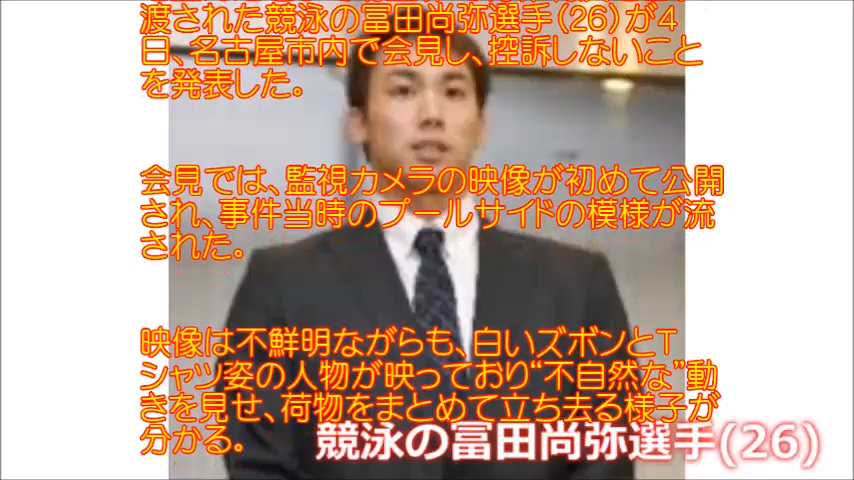 渡された競泳の冨田尚弥選手（26）が4
日、名古屋市内で会見し、控訴しないこと
を発表した。
会見では、監視カメラの映像が初めて公開
され、事件当時のプールサイドの模様が流
された。
映像は不鮮明ながらも、白いズボンとT
シャツ姿の人物が映っており“不自然な”動
きを見せ、荷物をまとめて立ち去る様子が
分かる。
競泳の冨田尚弥選手(26)